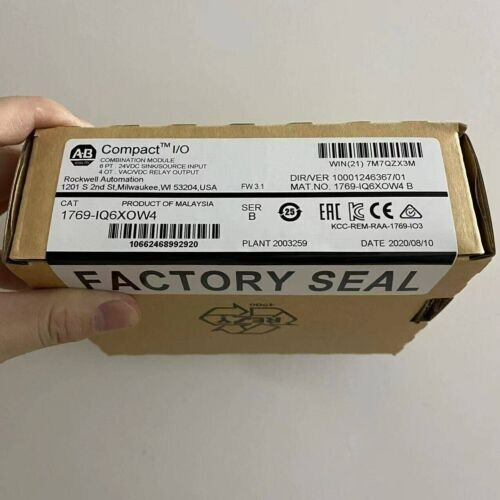 AB
Compact™ I/O
COMBINATION MODULE
6 PT . 24VDC SINK/SOURCE INPUT
4 OT . VAC/VDC RELAY OUTPUT
Rockwell Automation
1201 S 2nd St,Milwaukee,WI 53204,USA
FW 3.1
WIN(21) 7M7QZX3M
DIR/VER 10001246367/01
MAT.NO. 1769-IQ6XOW4 B
CAT
PRODUCT OF MALAYSIA
1769-IQ6XOW4
10662468992920
SER
B
25
EAC
KCC-REM-RAA-1769-IO3
PLANT 2003259
DATE 2020/08/10
FACTORY SEAL